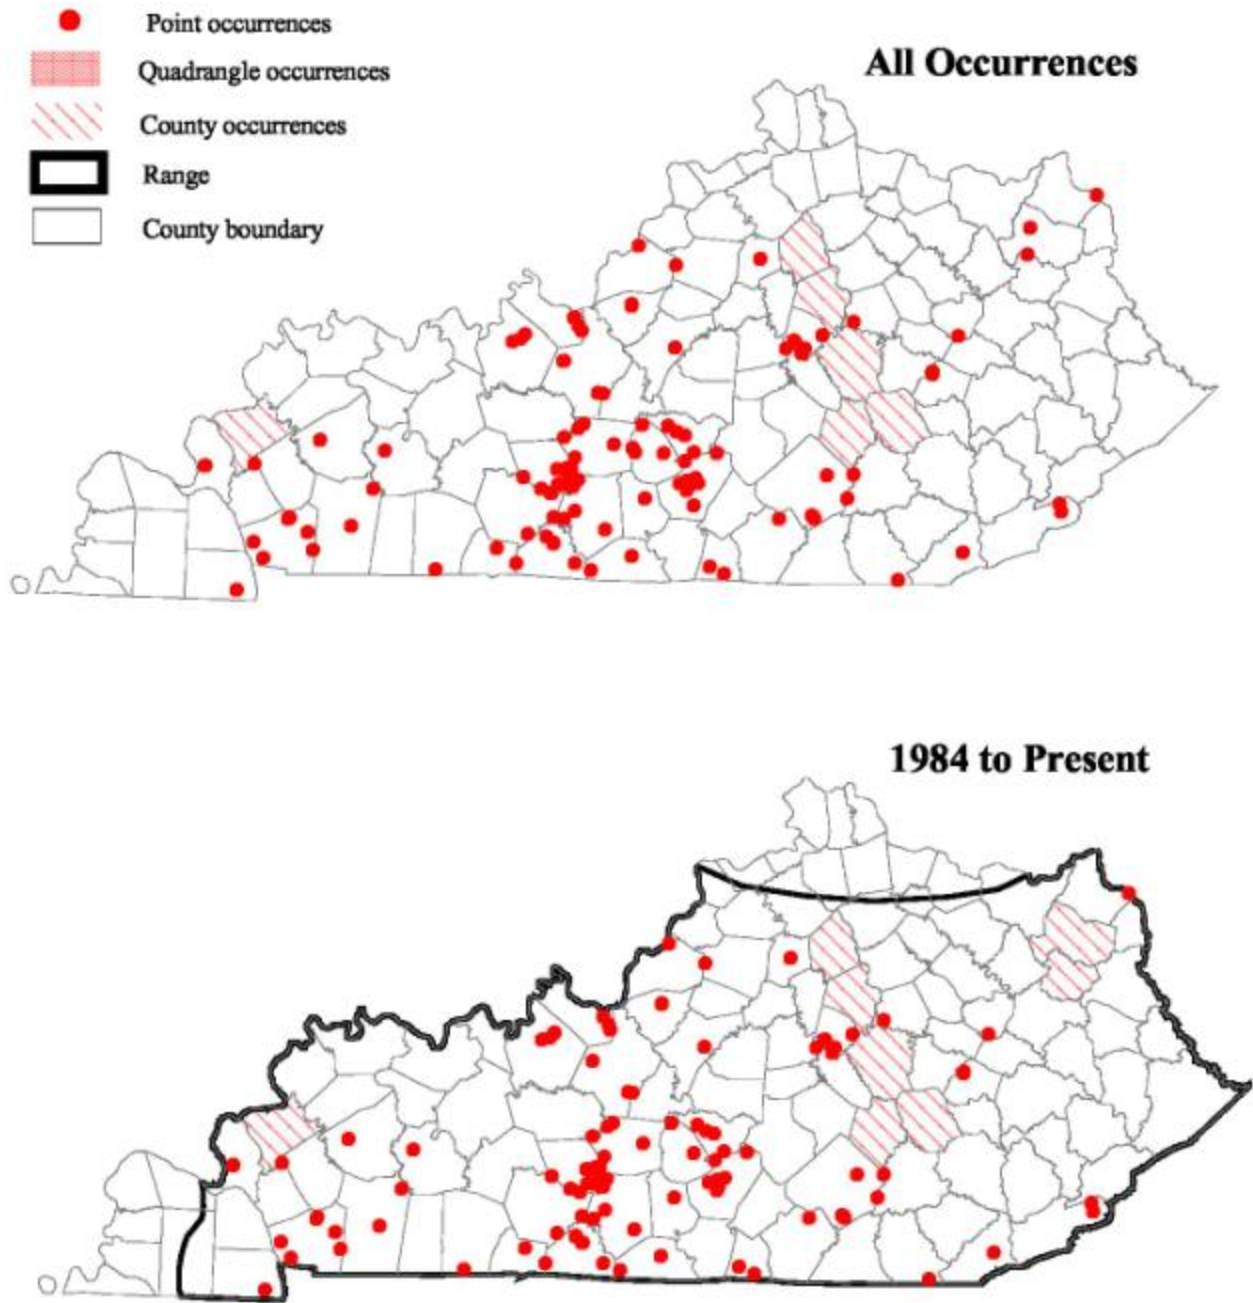 Point occurrences
Quadrangle occurrences
County occurrences
Range
County boundary
All Occurrences
1984 to Present